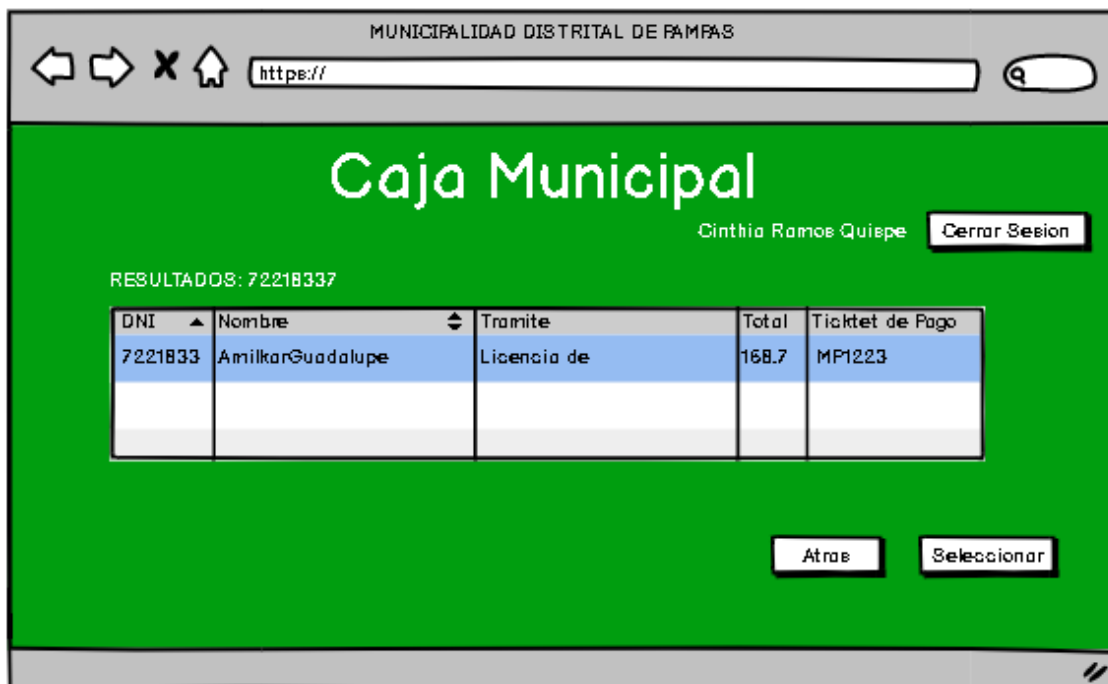 MUNICIPALIDAD DISTRITAL DE PAMPAS
https://
Caja Municipal
Cinthia Ramos Quispe Cerrar Sesion
RESULTADOS: 72218337
DNI Nombre Tramite Total Ticktet de Pago
7221833 AmilkarGuadalupe Licencia de 168.7 MP1223
Atras Seleccionar